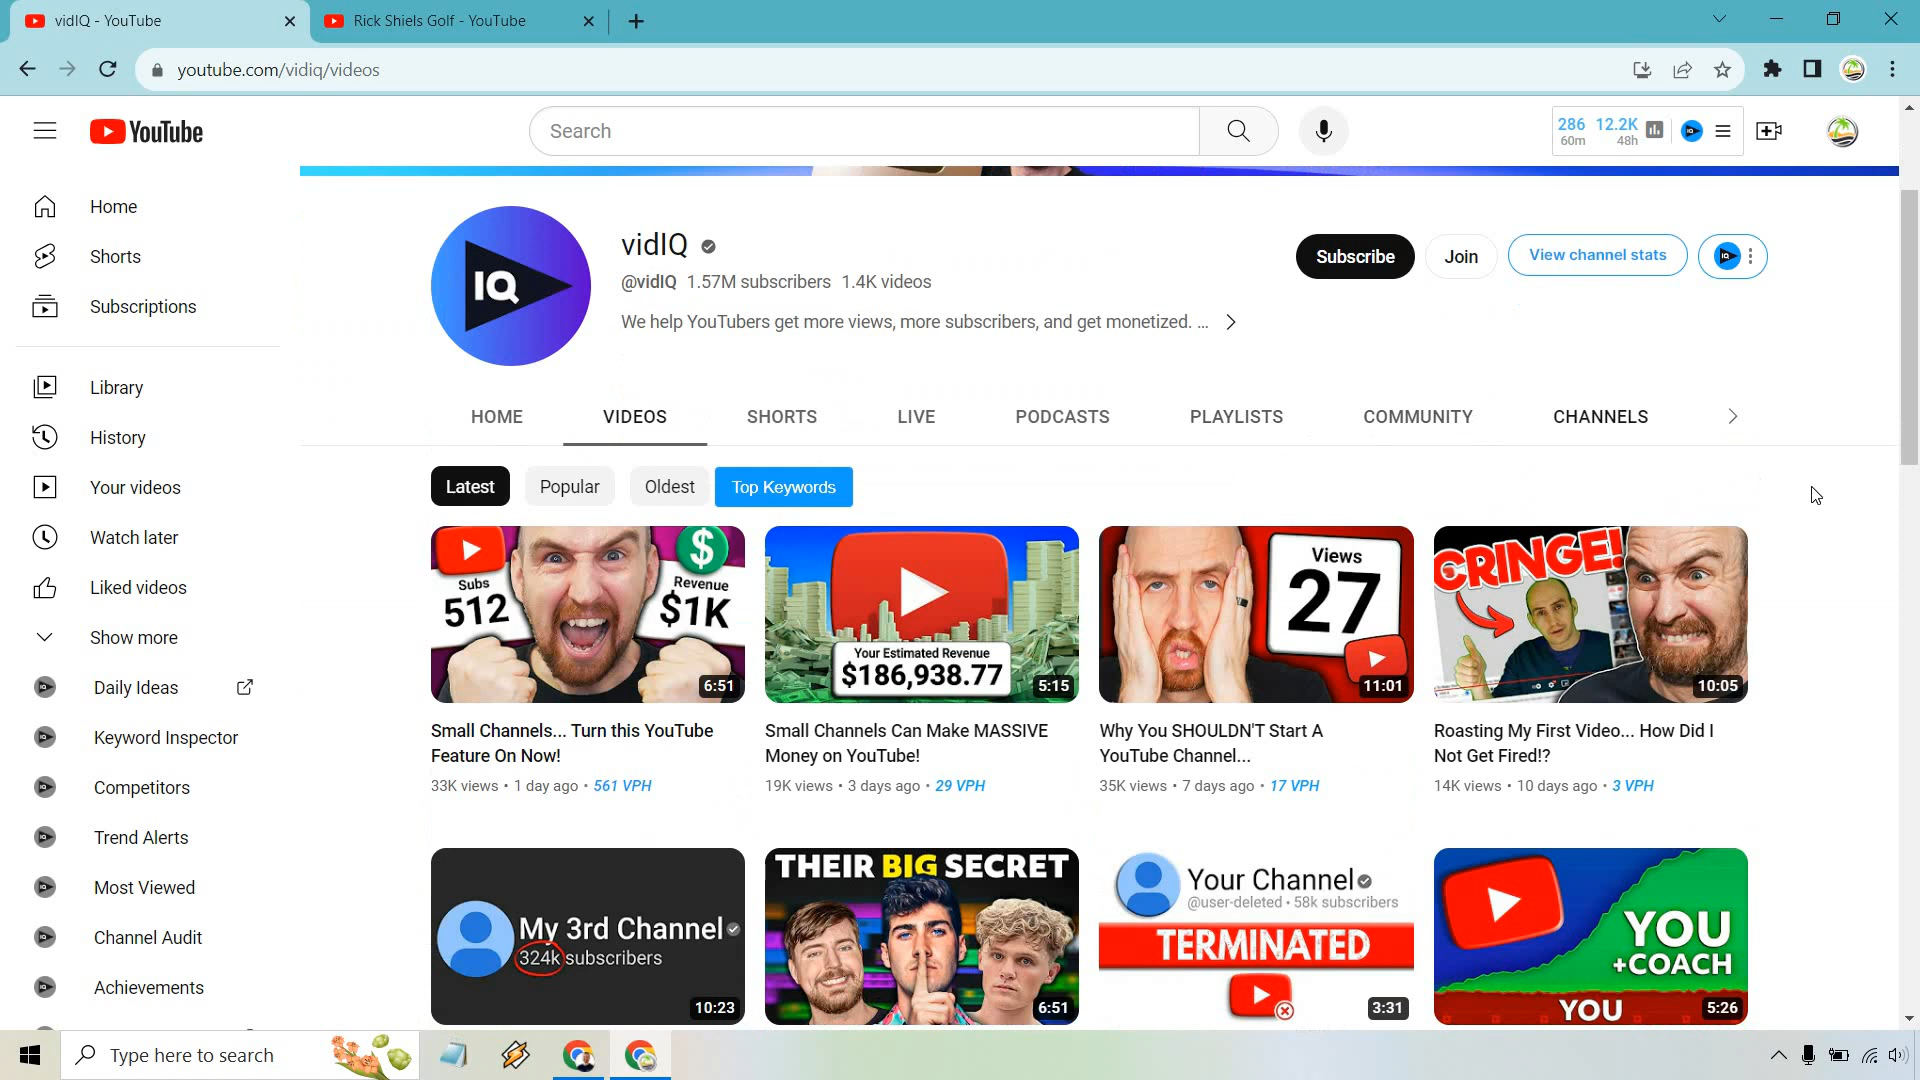 vidIQ - YouTube
Rick Shiels Golf - YouTube
youtube.com/vidiq/videos
YouTube
Search
286 12.2K
60m 48h
Home
Shorts
Subscriptions
Library
History
Your videos
Watch later
Liked videos
Show more
Daily Ideas
Keyword Inspector
Competitors
Trend Alerts
Most Viewed
Channel Audit
Achievements
IQ
vidIQ
@vidIQ 1.57M subscribers 1.4K videos
We help YouTubers get more views, more subscribers, and get monetized. ...
Subscribe
Join
View channel stats
HOME
VIDEOS
SHORTS
LIVE
PODCASTS
PLAYLISTS
COMMUNITY
CHANNELS
Latest
Popular
Oldest
Top Keywords
Subs
512
$
Revenue
$1K
6:51
Your Estimated Revenue
$186,938.77
5:15
Views
27
11:01
CRINGE!
10:05
Small Channels... Turn this YouTube
Feature On Now!
33K views • 1 day ago • 561 VPH
Small Channels Can Make MASSIVE
Money on YouTube!
19K views • 3 days ago • 29 VPH
Why You SHOULDN'T Start A
YouTube Channel...
35K views • 7 days ago • 17 VPH
Roasting My First Video... How Did I
Not Get Fired!?
14K views • 10 days ago • 3 VPH
My 3rd Channel
324k subscribers
10:23
THEIR BIG SECRET
6:51
Your Channel
@user-deleted • 58k subscribers
TERMINATED
3:31
YOU
+COACH
YOU
5:26
Type here to search